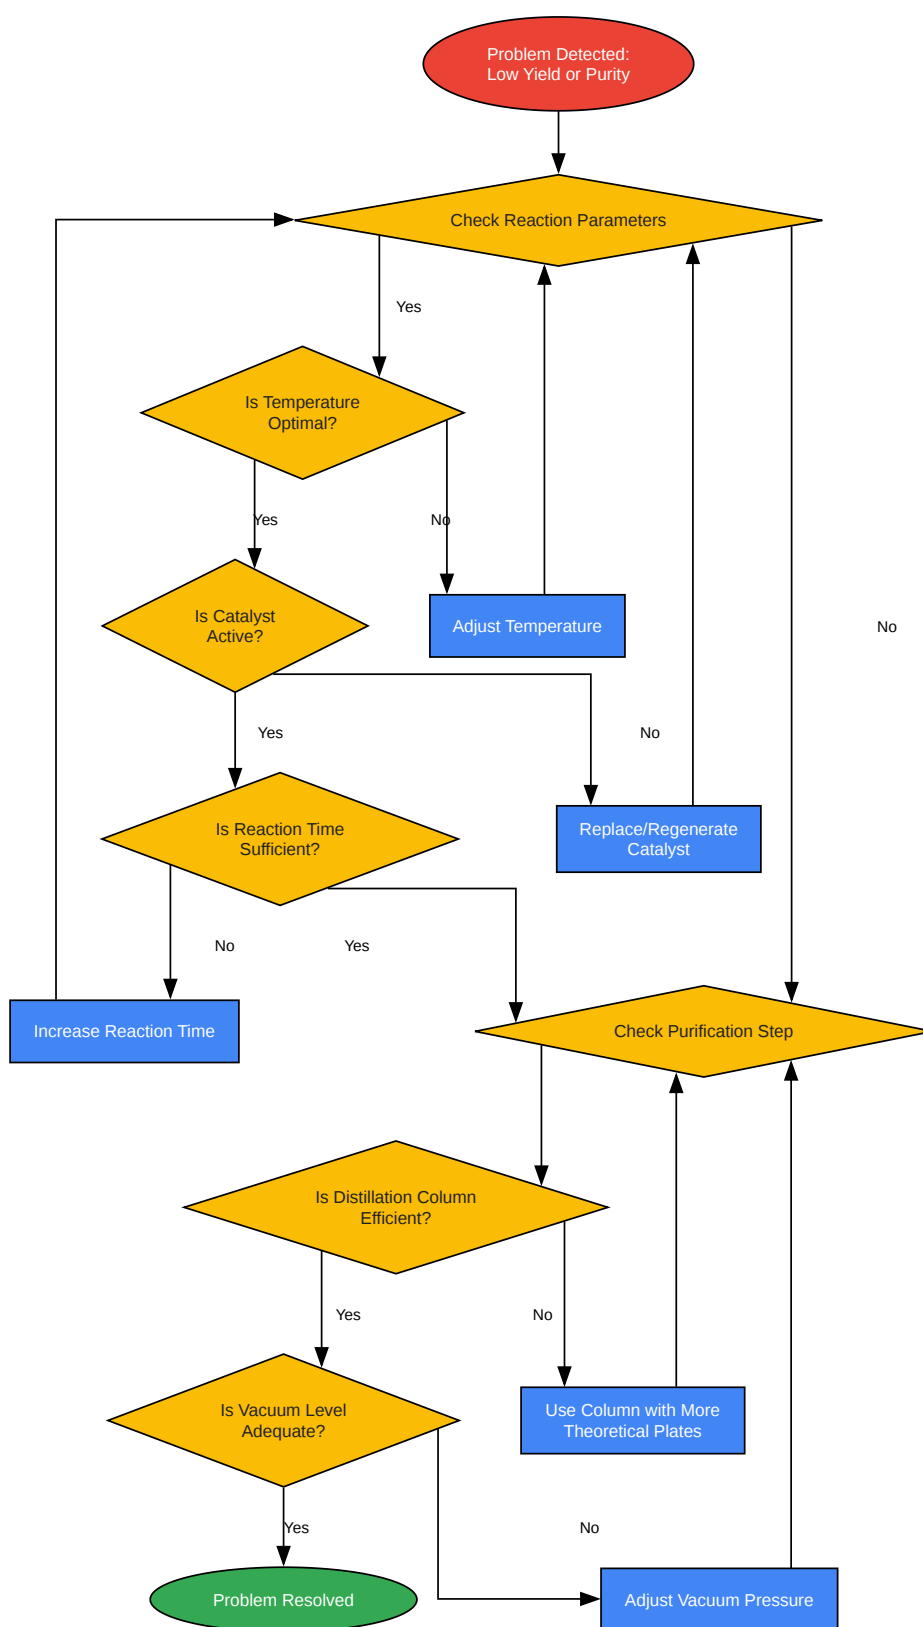 Problem Detected:
Low Yield or Purity
Check Reaction Parameters
Yes
Is Temperature
Optimal?
Yes
No
Is Catalyst
Active?
Adjust Temperature
No
Yes
No
Is Reaction Time
Sufficient?
Replace/Regenerate
Catalyst
No
Yes
Increase Reaction Time
Check Purification Step
Is Distillation Column
Efficient?
Yes
No
Is Vacuum Level
Adequate?
Use Column with More
Theoretical Plates
Yes
No
Problem Resolved
Adjust Vacuum Pressure